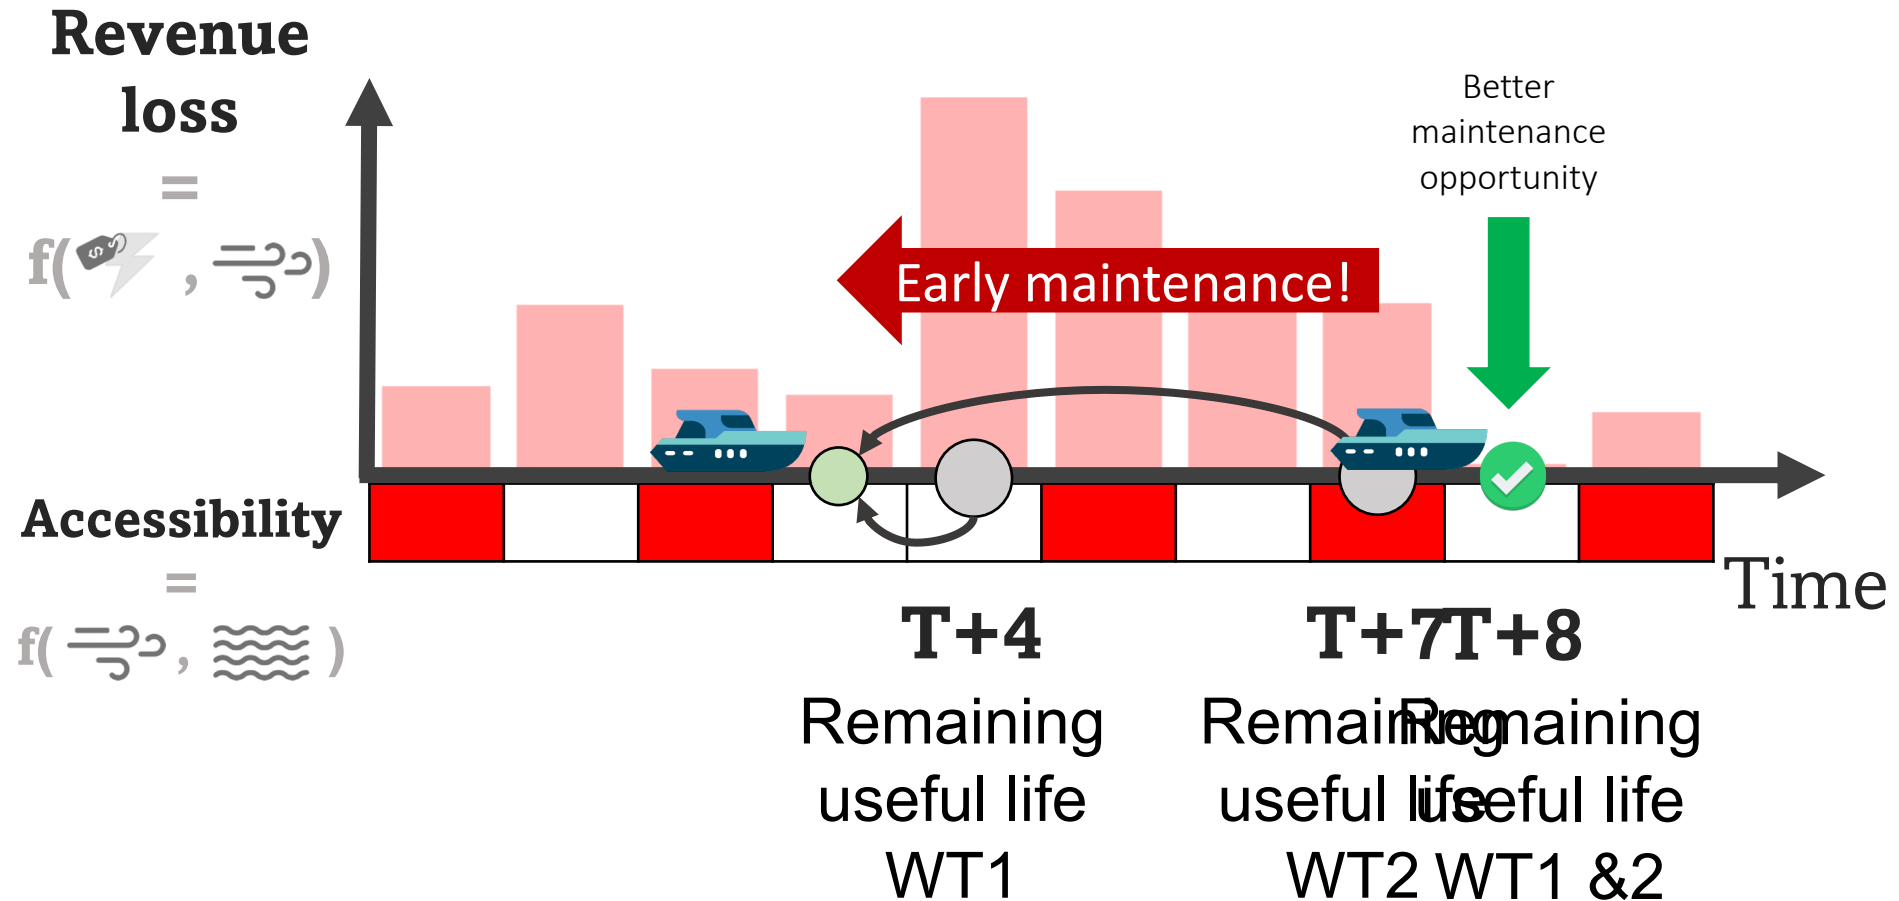 Revenue
loss
=
f( , )
Better
maintenance
opportunity
Early maintenance!
$
Accessibility
=
f( , )
Time
T+4
Remaining
useful life
WT1
T+7
Remaining
useful life
WT2
T+8
Remaining
useful life
WT1 &2